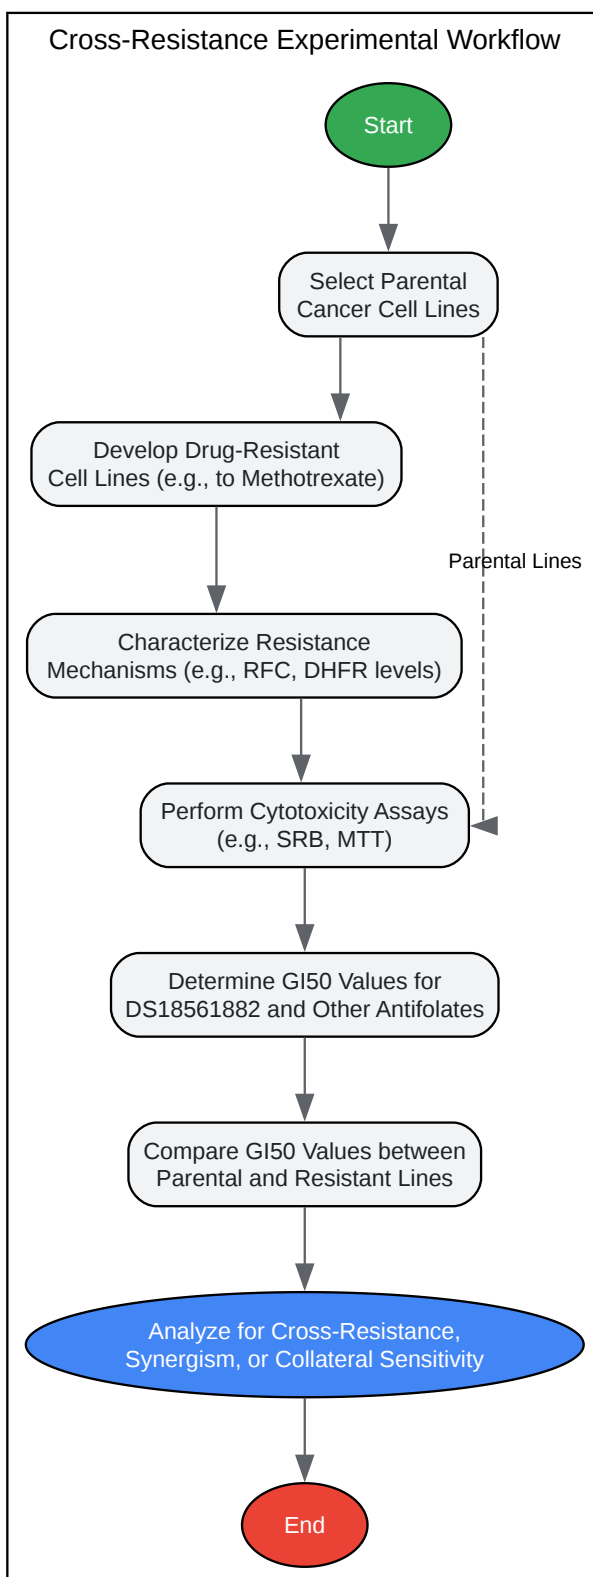 Cross-Resistance Experimental Workflow
Start
Select Parental
Cancer Cell Lines
Develop Drug-Resistant
Cell Lines (e.g., to Methotrexate)
Parental Lines
Characterize Resistance
Mechanisms (e.g., RFC, DHFR levels)
Perform Cytotoxicity Assays
(e.g., SRB, MTT)
Determine GI50 Values for
DS18561882 and Other Antifolates
Compare GI50 Values between
Parental and Resistant Lines
Analyze for Cross-Resistance,
Synergism, or Collateral Sensitivity
End